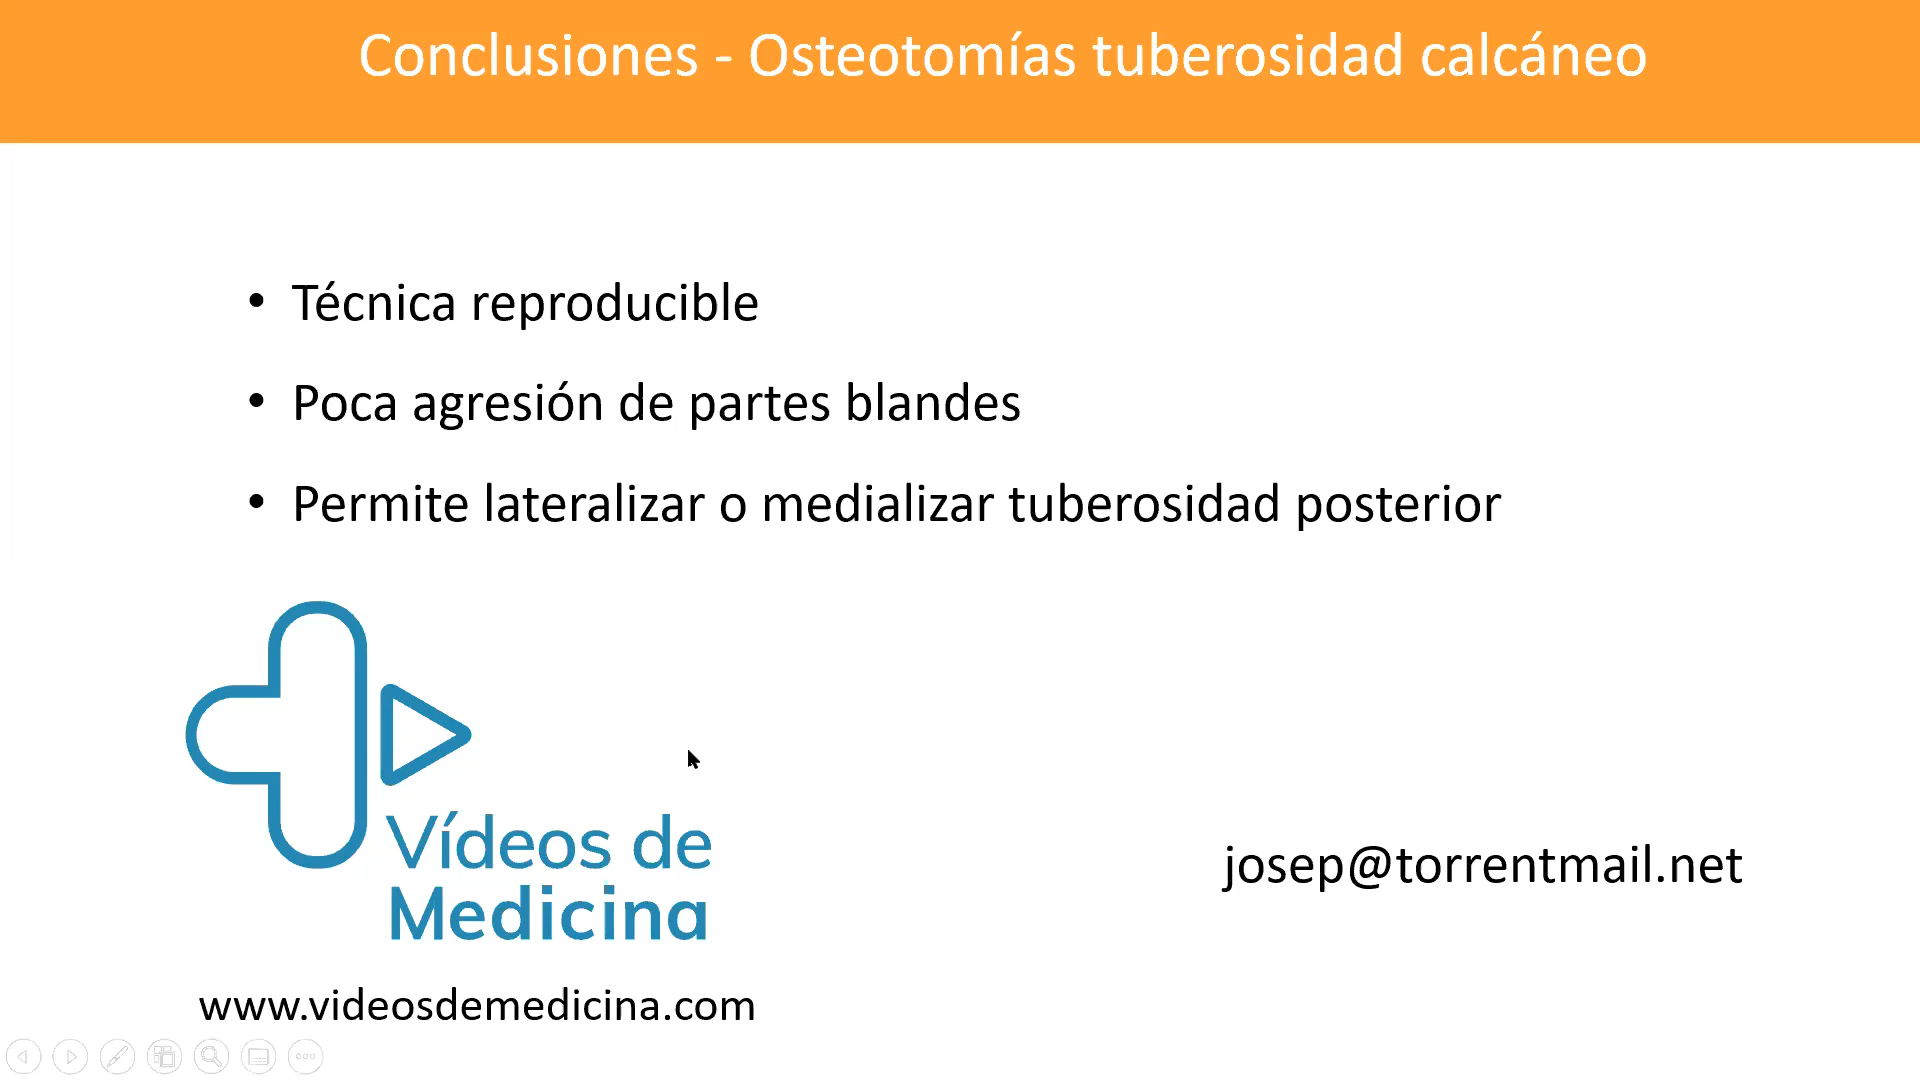 Conclusiones - Osteotomías tuberosidad calcáneo
• Técnica reproducible
• Poca agresión de partes blandes
• Permite lateralizar o medializar tuberosidad posterior
Vídeos de
Medicina
josep@torrentmail.net
www.videosdemedicina.com